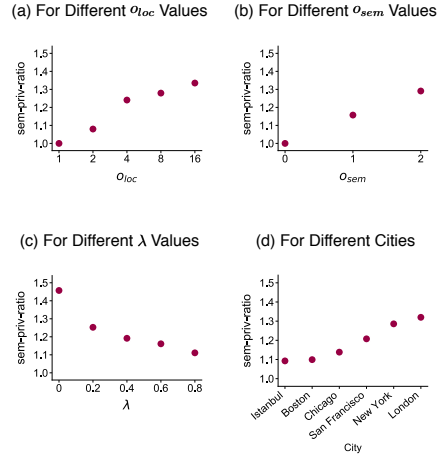 (a) For Different o_loc Values
(b) For Different o_sem Values
sem-priv-ratio
1.5
1.4
1.3
1.2
1.1
1.0
1 2 4 8 16
o_loc
sem-priv-ratio
1.5
1.4
1.3
1.2
1.1
1.0
0 1 2
o_sem
(c) For Different λ Values
(d) For Different Cities
sem-priv-ratio
1.5
1.4
1.3
1.2
1.1
1.0
0 0.2 0.4 0.6 0.8
λ
sem-priv-ratio
1.5
1.4
1.3
1.2
1.1
1.0
Istanbul
Boston
Chicago
San Francisco
New York
London
City